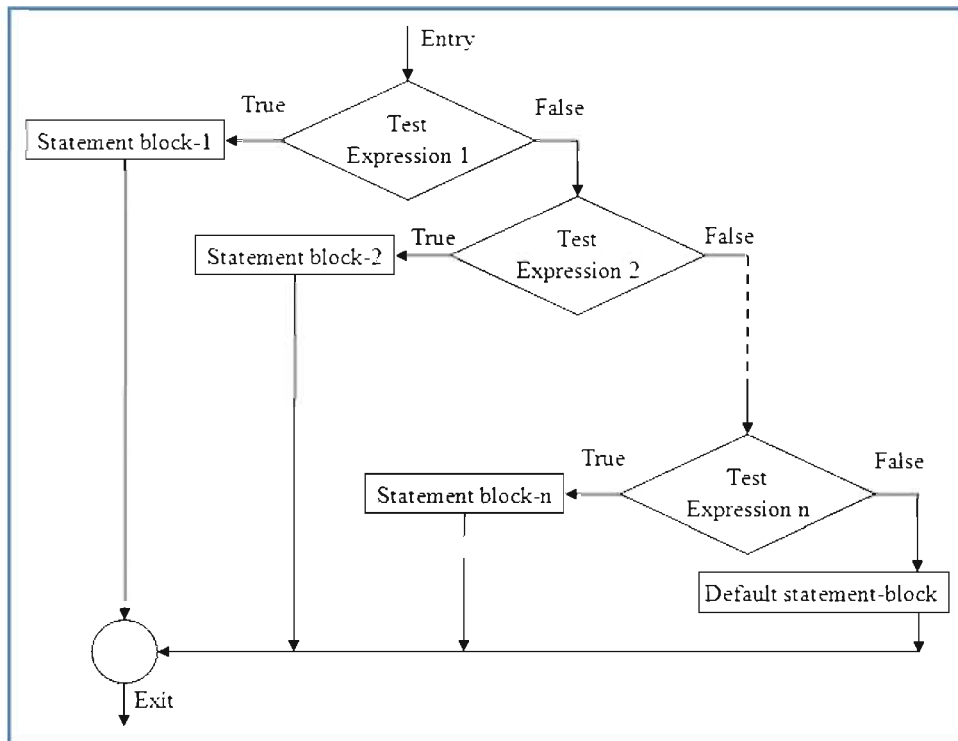 Entry
True
False
Test
Expression 1
Statement block-1
True
False
Test
Expression 2
Statement block-2
True
False
Test
Expression n
Statement block-n
Default statement-block
Exit